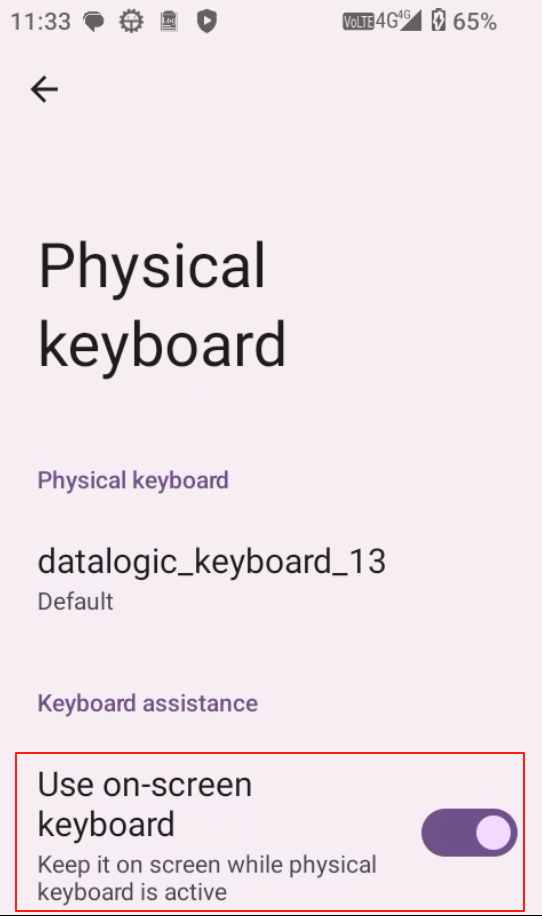 11:33 LOG VoLTE 4G 4G 65%
Physical
keyboard
Physical keyboard
datalogic_keyboard_13
Default
Keyboard assistance
Use on-screen
keyboard
Keep it on screen while physical
keyboard is active